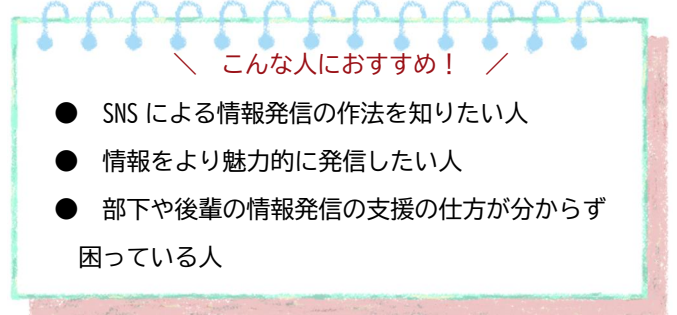 ＼　こんな人におすすめ！　／
●　SNS による情報発信の作法を知りたい人
●　情報をより魅力的に発信したい人
●　部下や後輩の情報発信の支援の仕方が分からず
困っている人